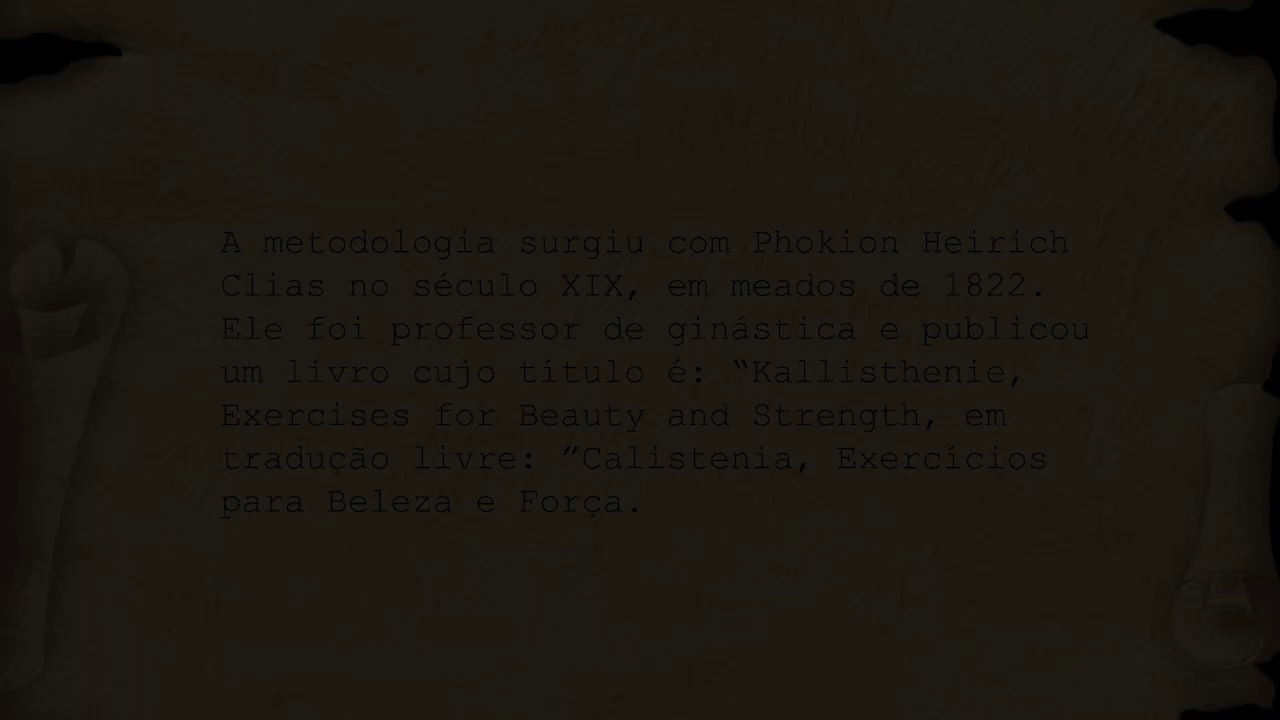 A metodologia surgiu com Phokion Heirich
Clias no século XIX, em meados de 1822.
Ele foi professor de ginástica e publicou
um livro cujo título é: “Kallisthenie,
Exercises for Beauty and Strength, em
tradução livre: ”Calistenia, Exercícios
para Beleza e Força.